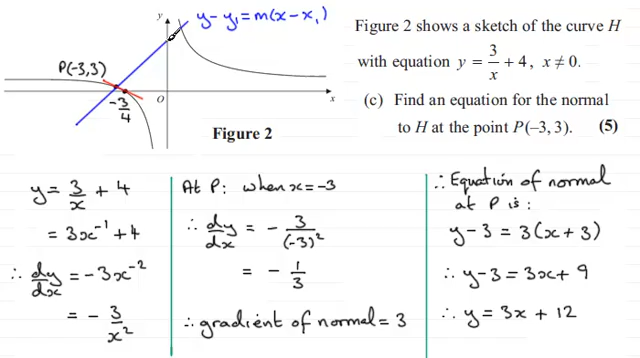 y
y - y₁ = m(x - x₁)
P(-3,3)
-3/4
O
x
Figure 2
Figure 2 shows a sketch of the curve H
with equation y = 3/x + 4, x ≠ 0.
(c) Find an equation for the normal
to H at the point P(–3, 3). (5)
y = 3/x + 4
= 3x⁻¹ + 4
∴ dy/dx = -3x⁻²
= - 3/x²
At P: when x = -3
∴ dy/dx = - 3/(-3)²
= - 1/3
∴ gradient of normal = 3
∴ Equation of normal
at P is:
y - 3 = 3(x + 3)
∴ y - 3 = 3x + 9
∴ y = 3x + 12